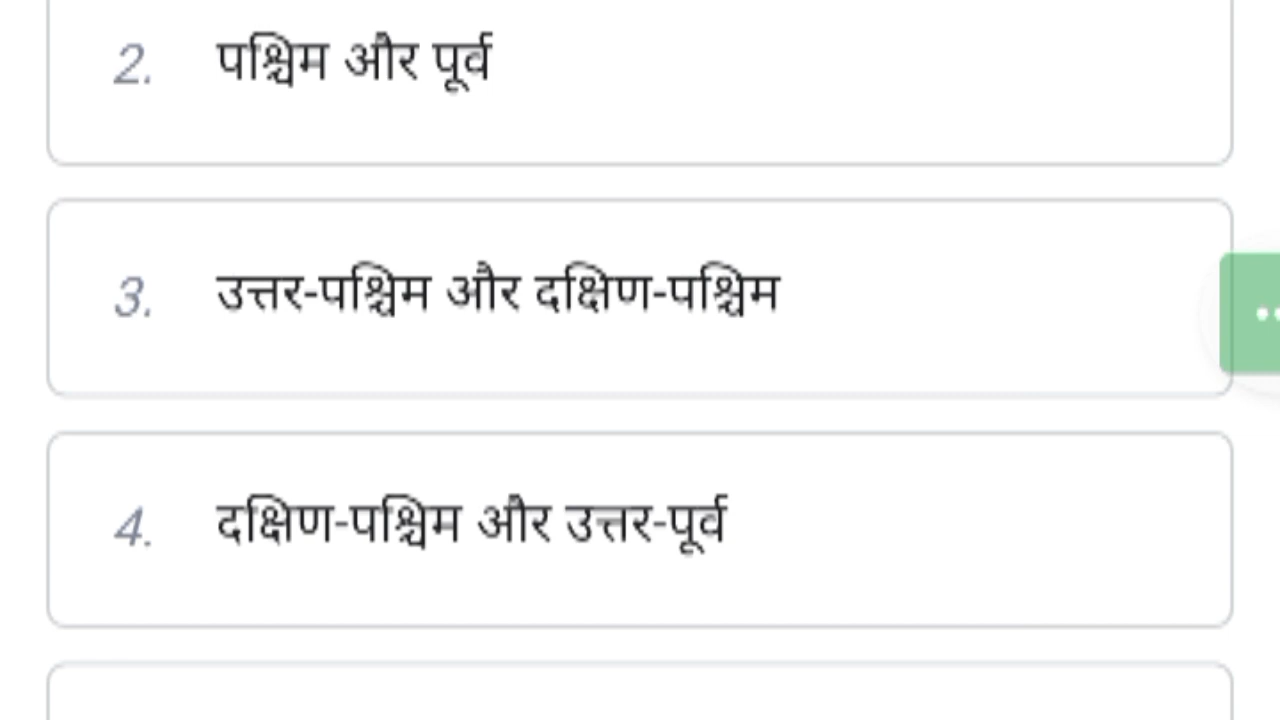 2. पश्चिम और पूर्व
3. उत्तर-पश्चिम और दक्षिण-पश्चिम
4. दक्षिण-पश्चिम और उत्तर-पूर्व